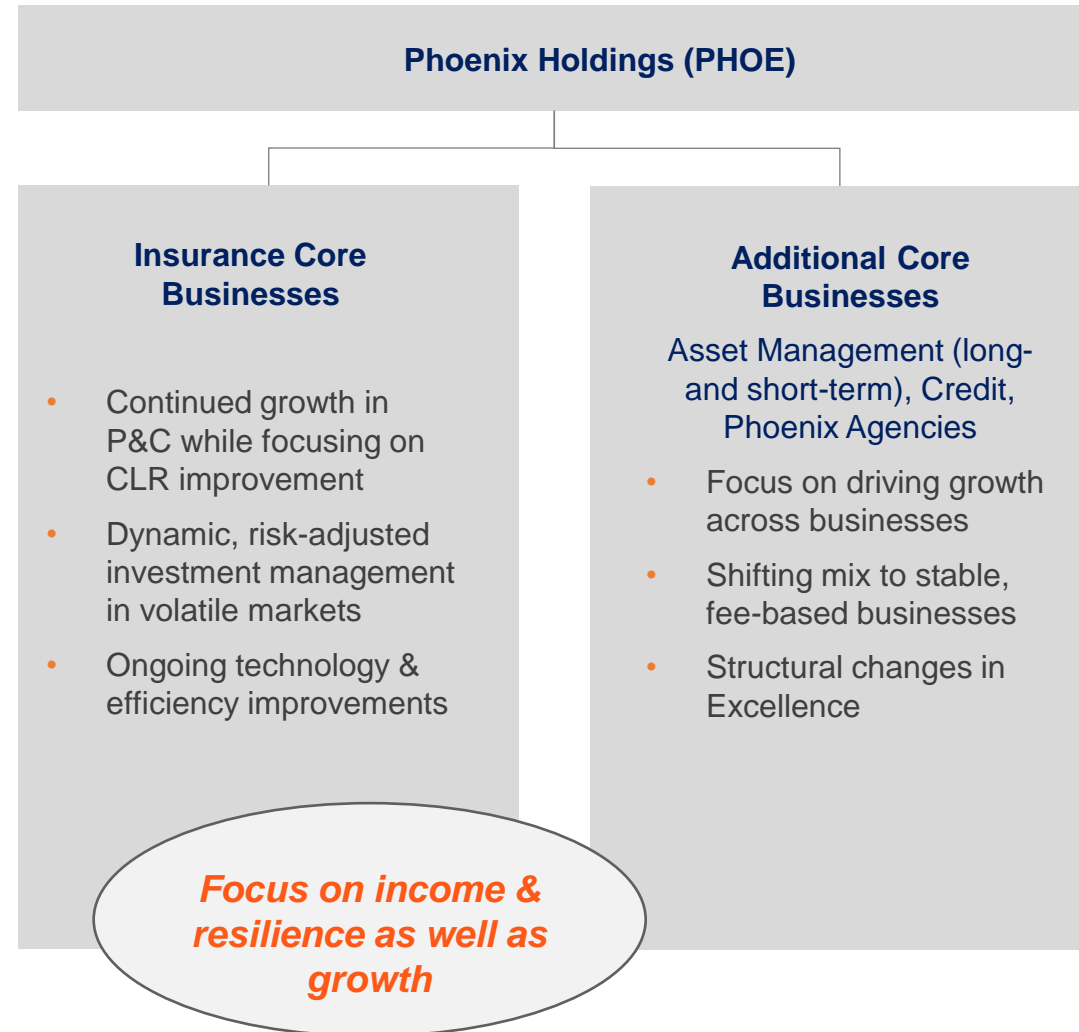 Phoenix Holdings (PHOE)
Insurance Core
Businesses
• Continued growth in
P&C while focusing on
CLR improvement
• Dynamic, risk-adjusted
investment management
in volatile markets
• Ongoing technology &
efficiency improvements
Additional Core
Businesses
Asset Management (long-
and short-term), Credit,
Phoenix Agencies
• Focus on driving growth
across businesses
• Shifting mix to stable,
fee-based businesses
• Structural changes in
Excellence
Focus on income &
resilience as well as
growth